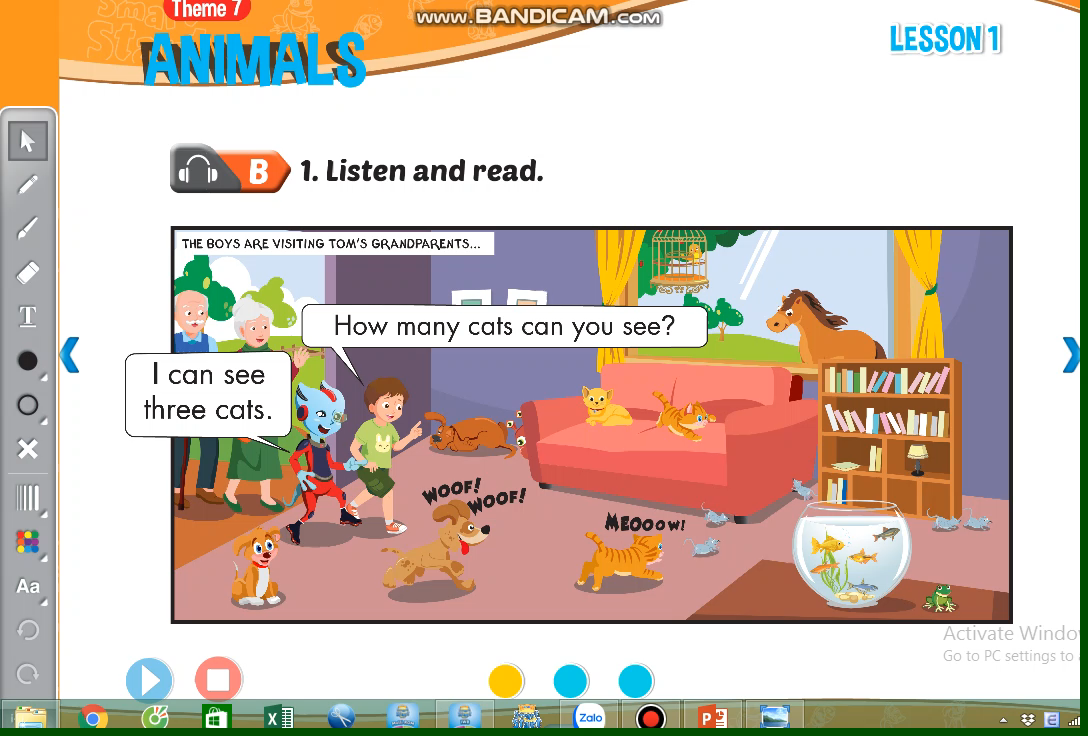 www.BANDICAM.com
Theme 7
ANIMALS
LESSON 1
B 1. Listen and read.
THE BOYS ARE VISITING TOM'S GRANDPARENTS...
How many cats can you see?
I can see
three cats.
WOOF!
WOOF!
MEOOOW!
T
Aa
Activate Windo
Go to PC settings to
Zalo